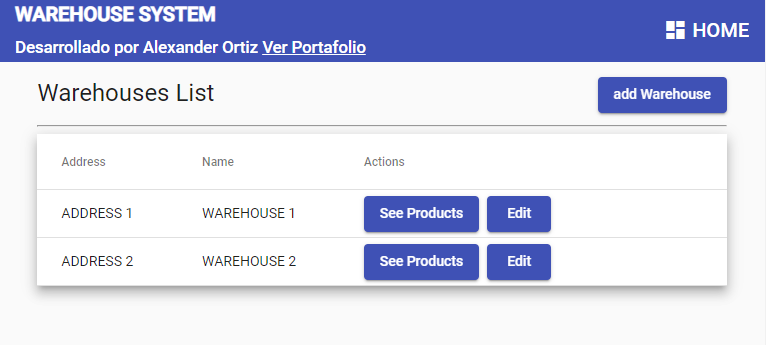 WAREHOUSE SYSTEM
Desarrollado por Alexander Ortiz Ver Portafolio
HOME
Warehouses List
add Warehouse
Address Name Actions
ADDRESS 1 WAREHOUSE 1 See Products Edit
ADDRESS 2 WAREHOUSE 2 See Products Edit